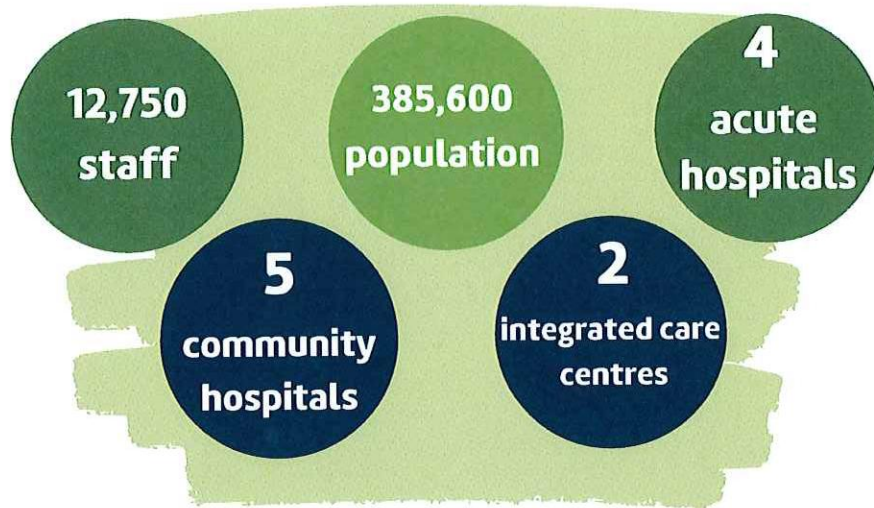 12,750
staff
385,600
population
4
acute
hospitals
5
community
hospitals
2
integrated care
centres